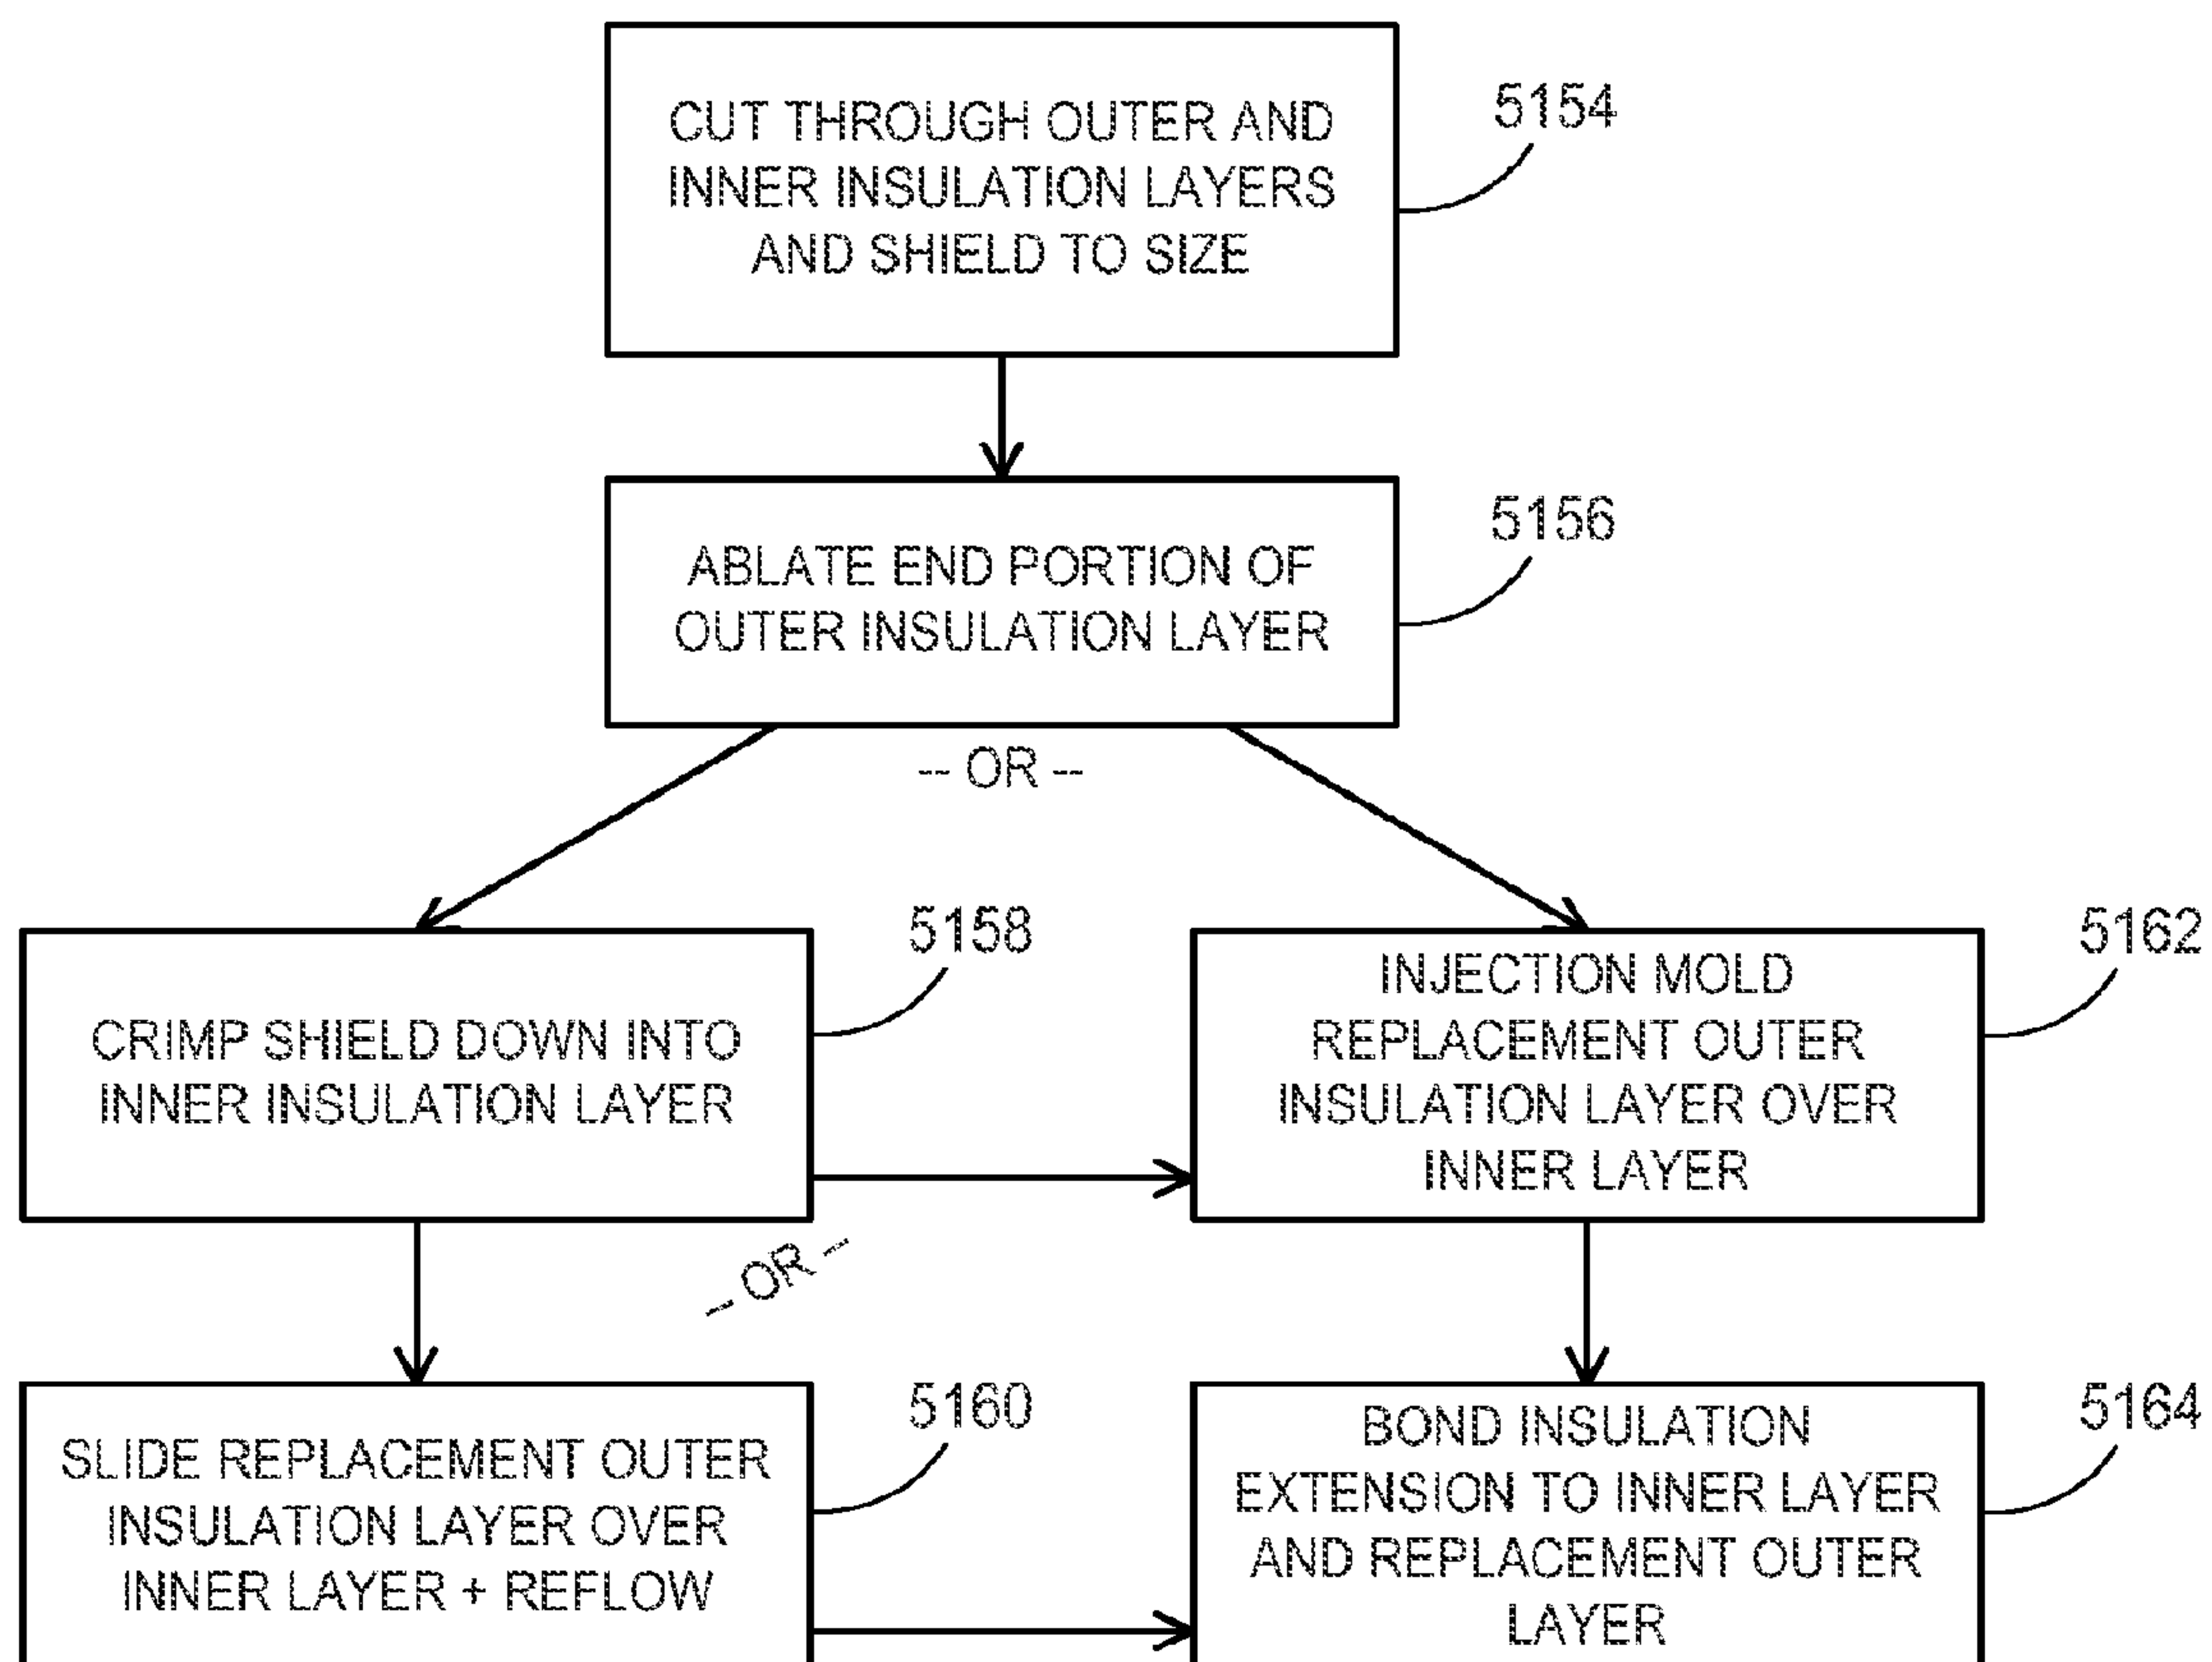 CUT THROUGH OUTER AND
INNER INSULATION LAYERS
AND SHIELD TO SIZE
5154
ABLATE END PORTION OF
OUTER INSULATION LAYER
5156
-- OR --
CRIMP SHIELD DOWN INTO
INNER INSULATION LAYER
5158
INJECTION MOLD
REPLACEMENT OUTER
INSULATION LAYER OVER
INNER LAYER
5162
-- OR --
SLIDE REPLACEMENT OUTER
INSULATION LAYER OVER
INNER LAYER + REFLOW
5160
BOND INSULATION
EXTENSION TO INNER LAYER
AND REPLACEMENT OUTER
LAYER
5164